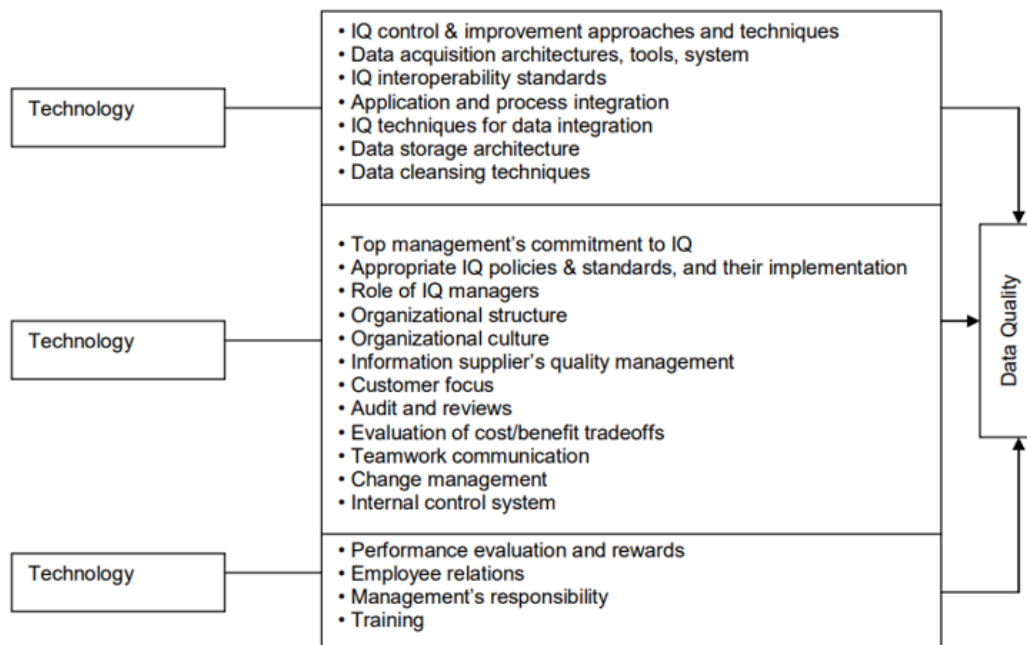 Technology
• IQ control & improvement approaches and techniques
• Data acquisition architectures, tools, system
• IQ interoperability standards
• Application and process integration
• IQ techniques for data integration
• Data storage architecture
• Data cleansing techniques
Technology
• Top management’s commitment to IQ
• Appropriate IQ policies & standards, and their implementation
• Role of IQ managers
• Organizational structure
• Organizational culture
• Information supplier’s quality management
• Customer focus
• Audit and reviews
• Evaluation of cost/benefit tradeoffs
• Teamwork communication
• Change management
• Internal control system
Technology
• Performance evaluation and rewards
• Employee relations
• Management’s responsibility
• Training
Data Quality